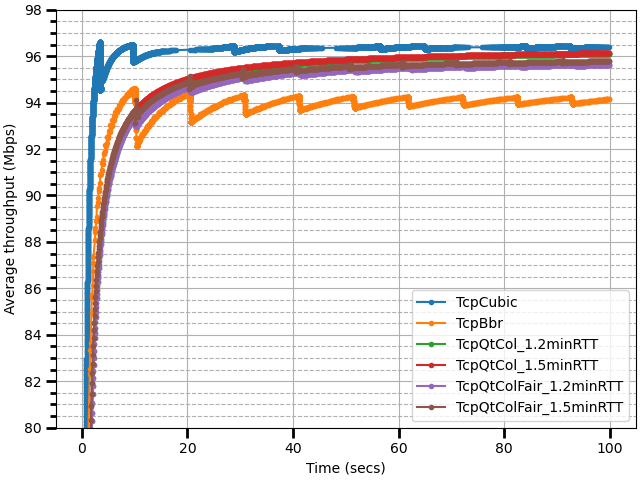 98
96
94
92
90
88
86
84
82
80
Average throughput (Mbps)
0
20
40
60
80
100
Time (secs)
TcpCubic
TcpBbr
TcpQtCol_1.2minRTT
TcpQtCol_1.5minRTT
TcpQtColFair_1.2minRTT
TcpQtColFair_1.5minRTT